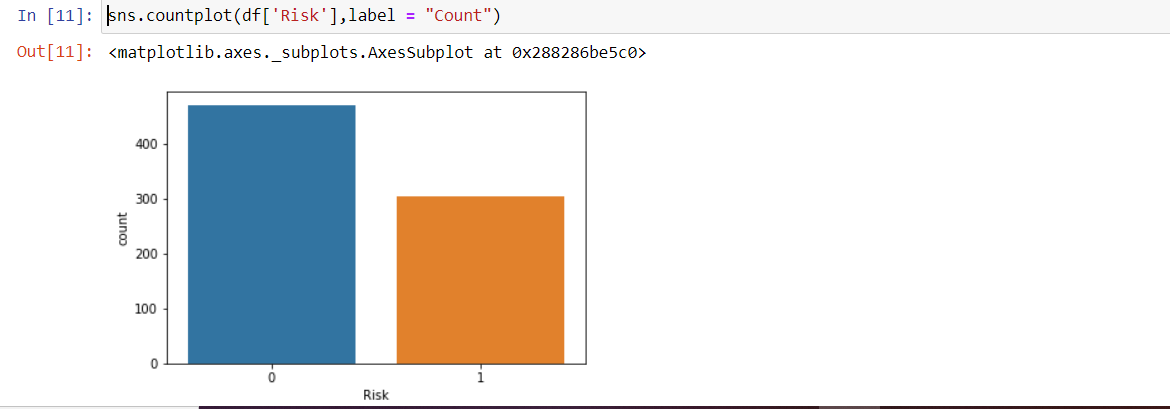 In [11]: sns.countplot(df['Risk'],label = "Count")
Out[11]: <matplotlib.axes._subplots.AxesSubplot at 0x288286be5c0>
400
300
200
100
0
count
0 1
Risk